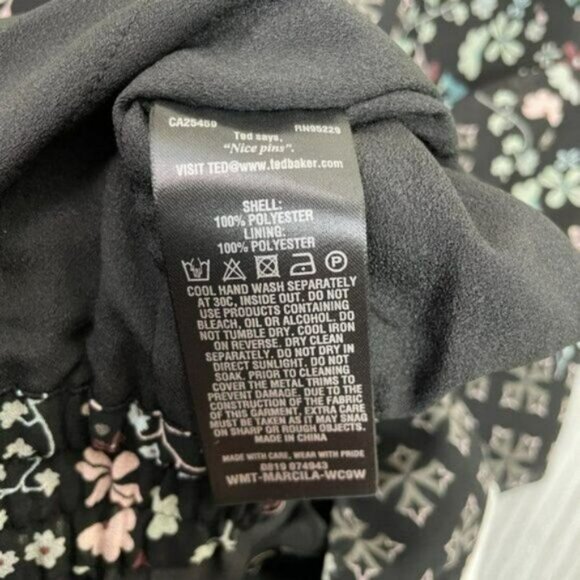 CA25459 RN95229
Ted says,
"Nice pins".
VISIT TED@www.tedbaker.com
SHELL:
100% POLYESTER
LINING:
100% POLYESTER
P
COOL HAND WASH SEPARATELY
AT 30C, INSIDE OUT. DO NOT
USE PRODUCTS CONTAINING
BLEACH, OIL OR ALCOHOL. DO
NOT TUMBLE DRY. COOL IRON
ON REVERSE. DRY CLEAN
SEPARATELY. DO NOT DRY IN
DIRECT SUNLIGHT. DO NOT
SOAK. PRIOR TO CLEANING
COVER THE METAL TRIMS TO
PREVENT DAMAGE. DUE TO THE
CONSTRUCTION OF THE FABRIC
OF THIS GARMENT, EXTRA CARE
MUST BE TAKEN AS IT MAY SNAG
ON SHARP OR ROUGH OBJECTS.
MADE IN CHINA
MADE WITH CARE, WEAR WITH PRIDE
0819 074943
WMT-MARCILA-WC9W